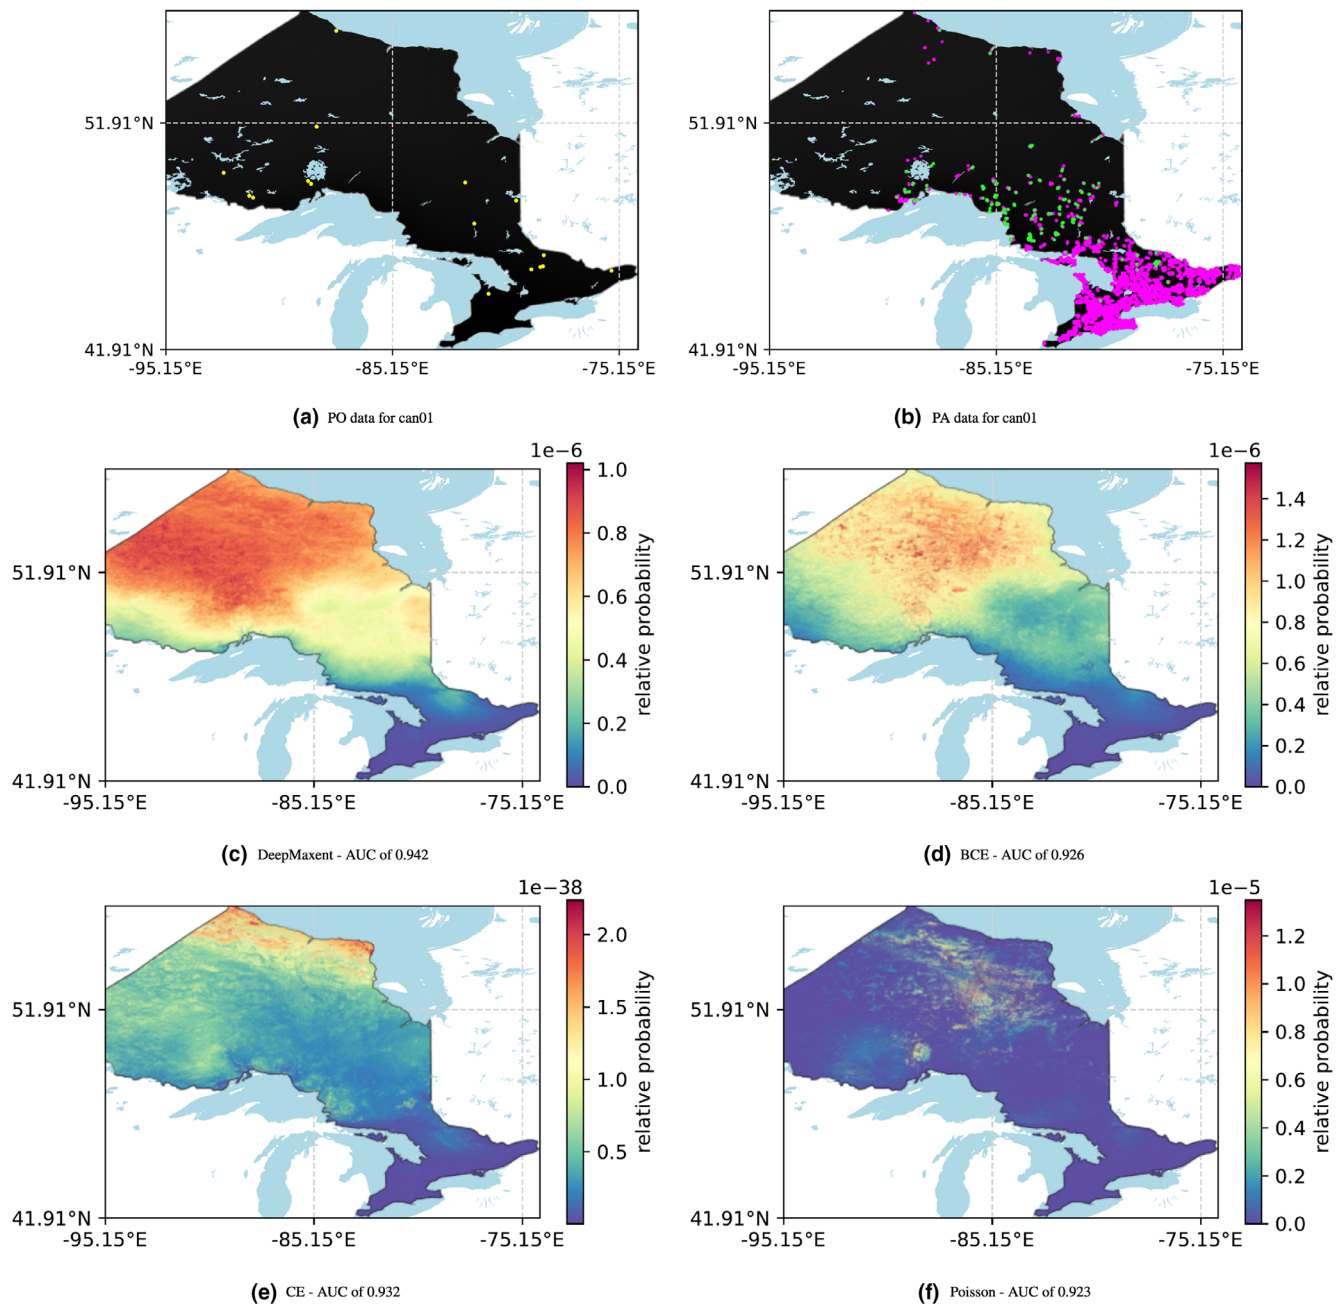 51.91°N
41.91°N
-95.15°E
-85.15°E
-75.15°E
51.91°N
41.91°N
-95.15°E
-85.15°E
-75.15°E
(a) PO data for can01
(b) PA data for can01
1e−6
1.0
0.8
0.6
0.4
0.2
0.0
relative probability
51.91°N
41.91°N
-95.15°E
-85.15°E
-75.15°E
1e−6
1.4
1.2
1.0
0.8
0.6
0.4
0.2
0.0
relative probability
51.91°N
41.91°N
-95.15°E
-85.15°E
-75.15°E
(c) DeepMaxent - AUC of 0.942
(d) BCE - AUC of 0.926
1e−38
2.0
1.5
1.0
0.5
relative probability
51.91°N
41.91°N
-95.15°E
-85.15°E
-75.15°E
1e−5
1.2
1.0
0.8
0.6
0.4
0.2
0.0
relative probability
51.91°N
41.91°N
-95.15°E
-85.15°E
-75.15°E
(e) CE - AUC of 0.932
(f) Poisson - AUC of 0.923